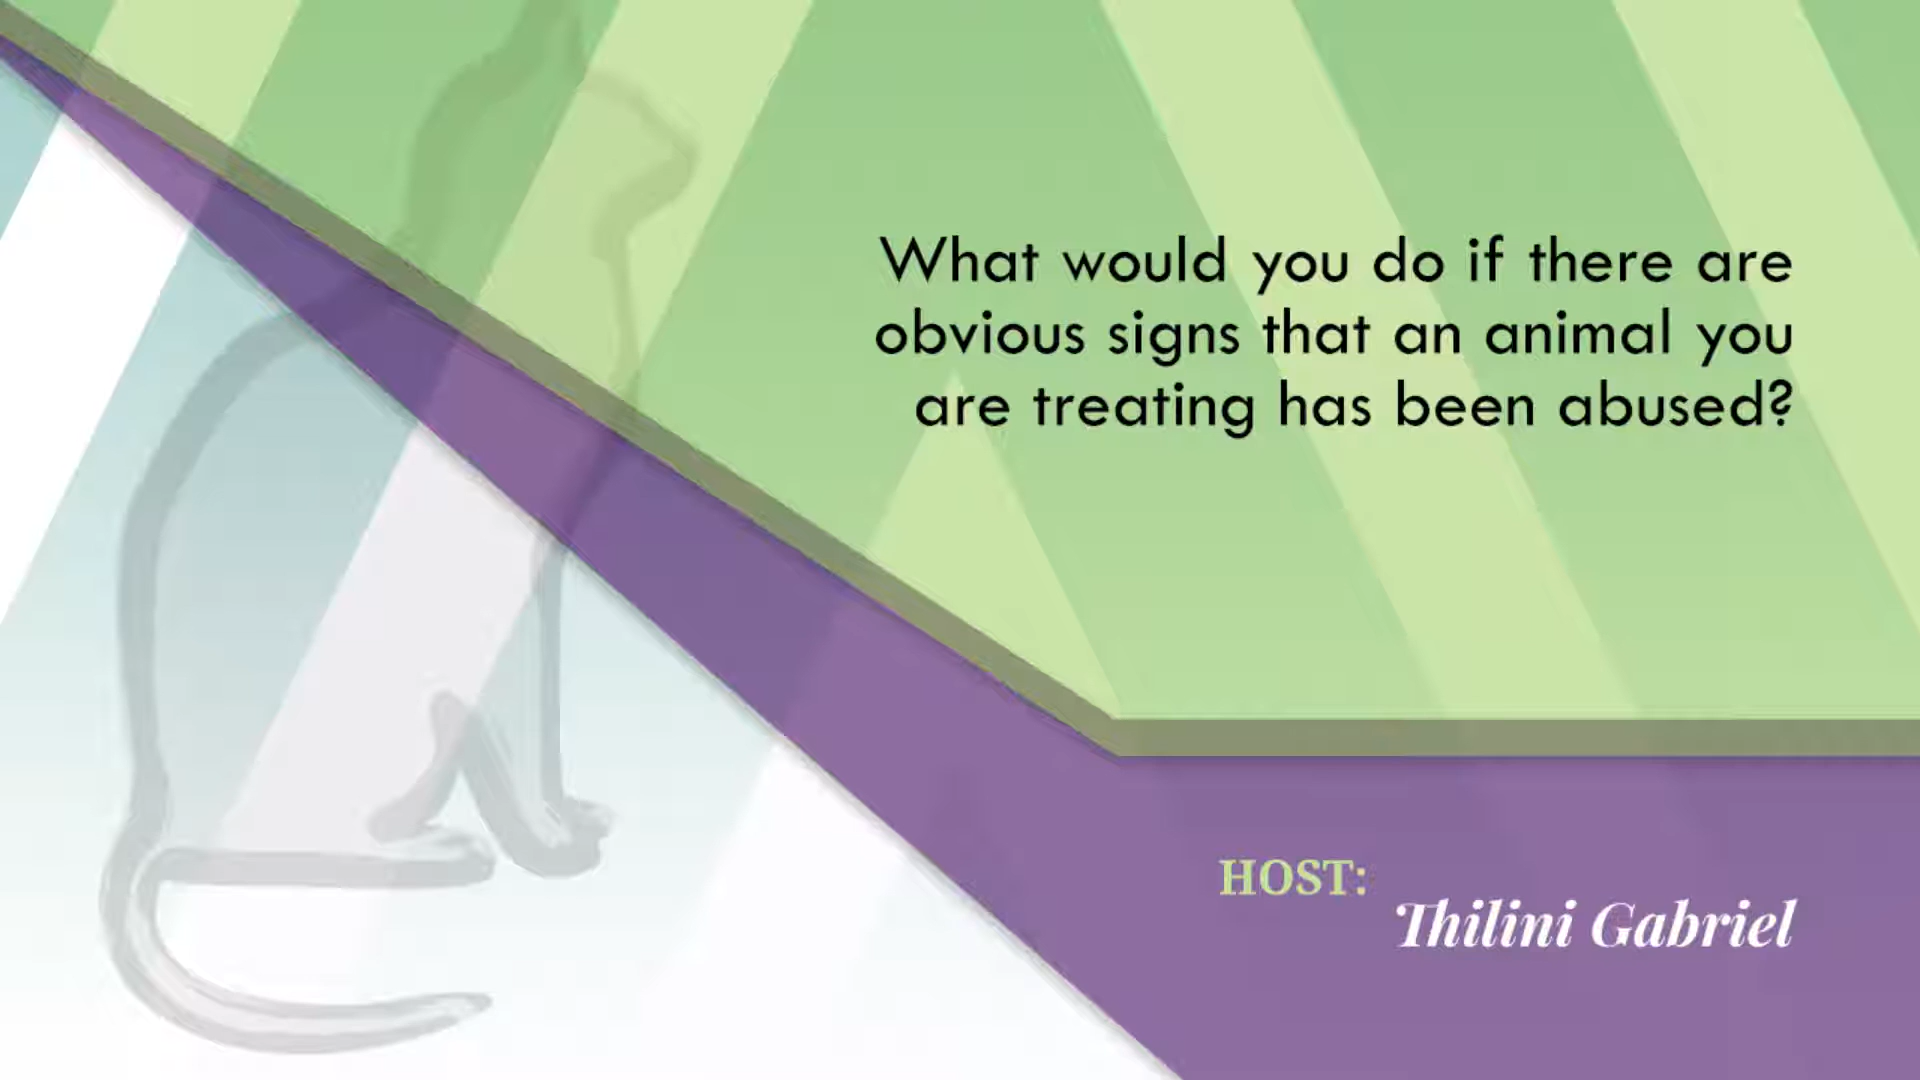 What would you do if there are
obvious signs that an animal you
are treating has been abused?
HOST:
Thilini Gabriel